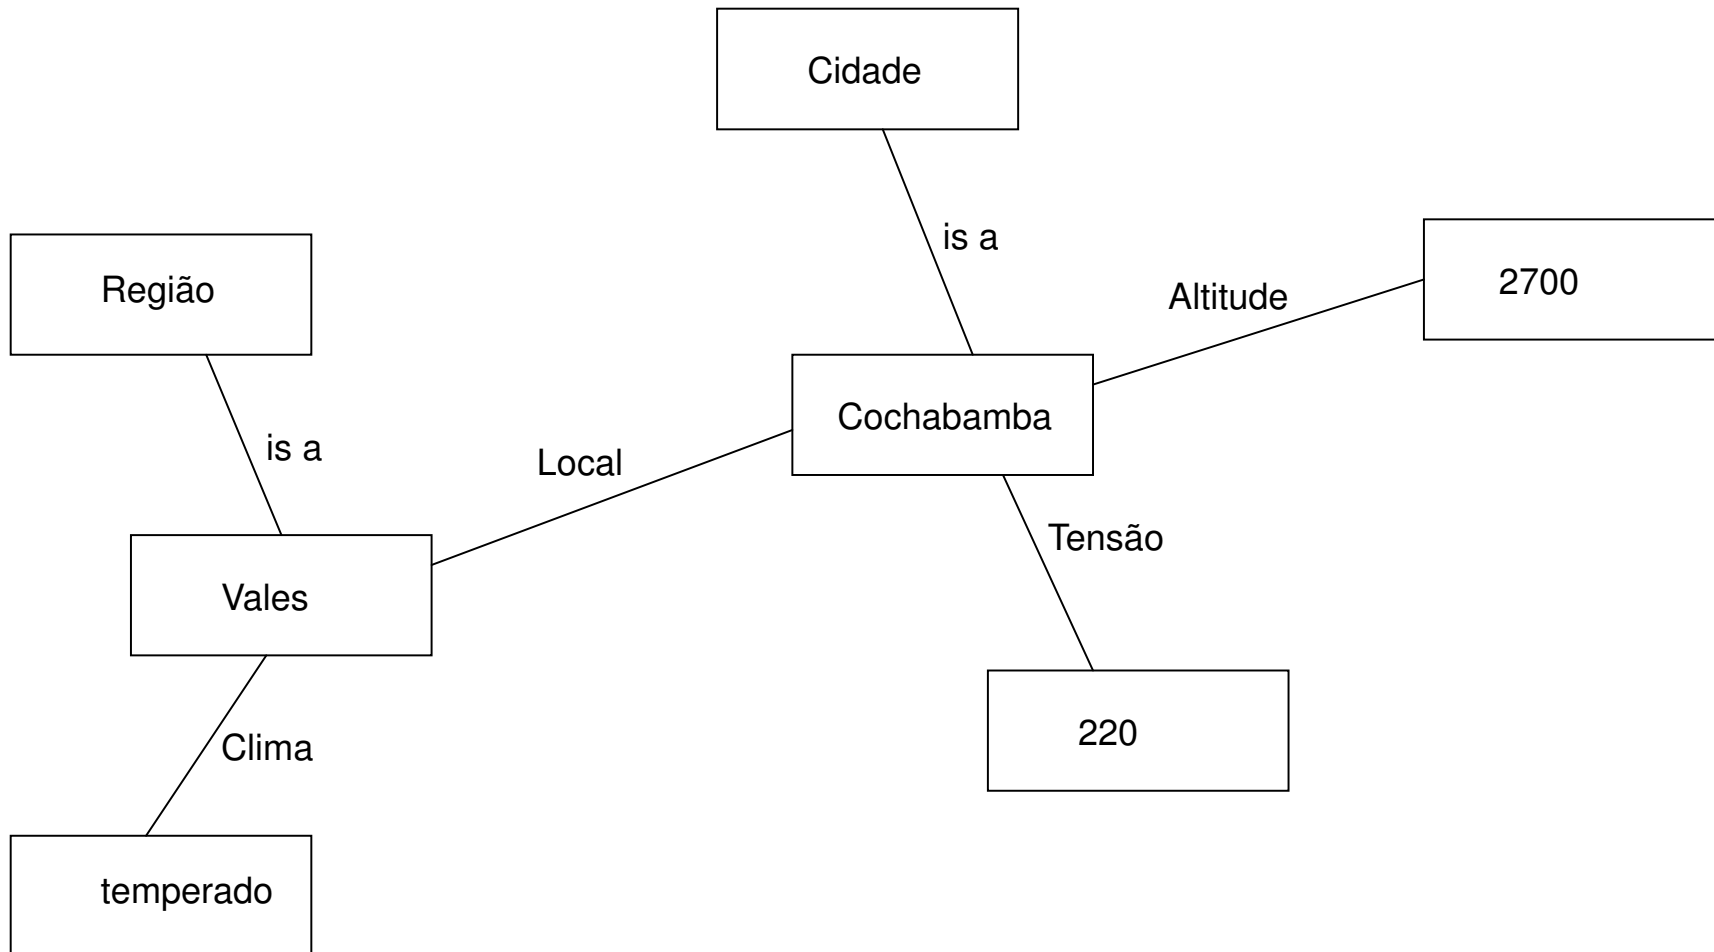 Cidade
is a
Região
2700
Altitude
Cochabamba
is a
Local
Tensão
Vales
220
Clima
temperado